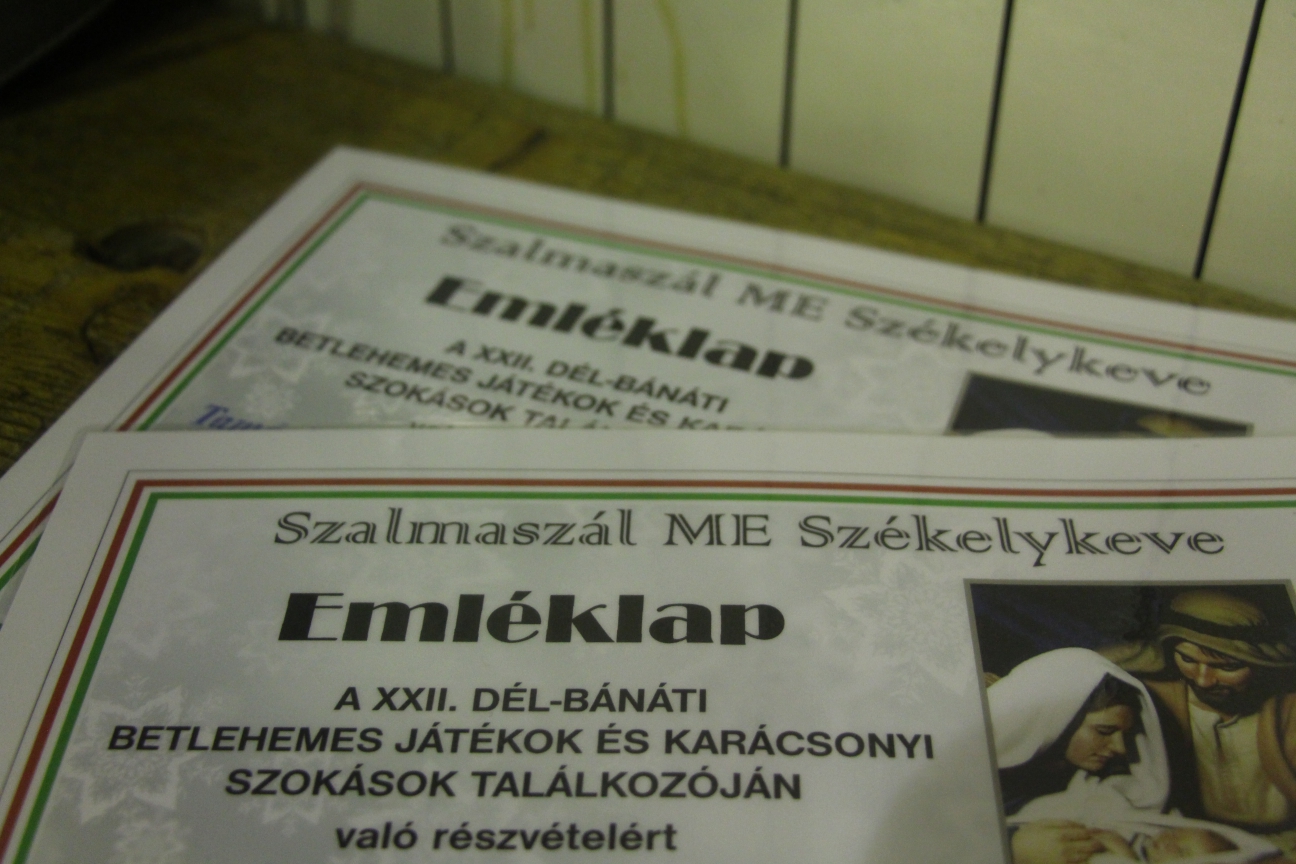 Szalmaszál ME Székelykeve
Emléklap
A XXII. DÉL-BÁNÁTI
BETLEHEMES JÁTÉKOK ÉS
SZOKÁSOK
Szalmaszál ME Székelykeve
Emléklap
A XXII. DÉL-BÁNÁTI
BETLEHEMES JÁTÉKOK ÉS KARÁCSONYI
SZOKÁSOK TALÁLKOZÓJÁN
való részvételért